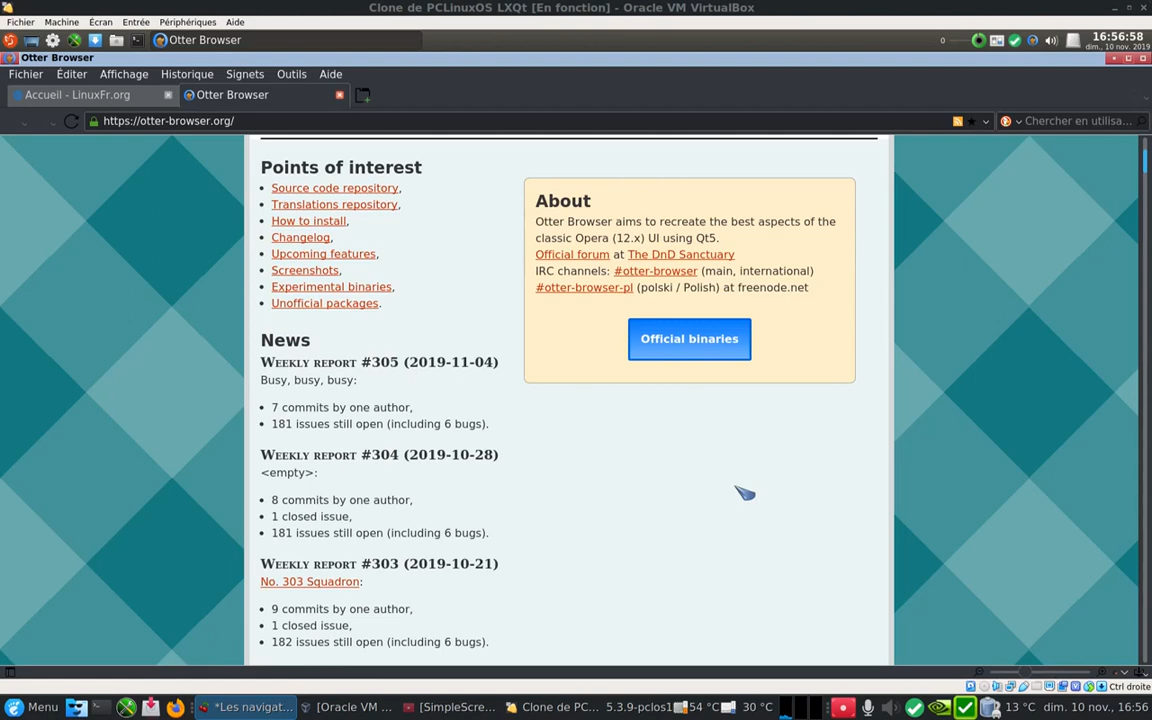 Clone de PCLinuxOS LXQt [En fonction] - Oracle VM VirtualBox
Fichier Machine Écran Entrée Périphériques Aide
Otter Browser 0 16:56:58
dim., 10 nov. 2019
Otter Browser
Fichier Éditer Affichage Historique Signets Outils Aide
Accueil - LinuxFr.org Otter Browser
https://otter-browser.org/ Chercher en utilisa...
Points of interest
Source code repository,
Translations repository,
How to install,
Changelog,
Upcoming features,
Screenshots,
Experimental binaries,
Unofficial packages.
About
Otter Browser aims to recreate the best aspects of the
classic Opera (12.x) UI using Qt5.
Official forum at The DnD Sanctuary
IRC channels: #otter-browser (main, international)
#otter-browser-pl (polski / Polish) at freenode.net
Official binaries
News
Weekly report #305 (2019-11-04)
Busy, busy, busy:
• 7 commits by one author,
• 181 issues still open (including 6 bugs).
Weekly report #304 (2019-10-28)
<empty>:
• 8 commits by one author,
• 1 closed issue,
• 181 issues still open (including 6 bugs).
Weekly report #303 (2019-10-21)
No. 303 Squadron:
• 9 commits by one author,
• 1 closed issue,
• 182 issues still open (including 6 bugs).
Ctrl droite
Menu *Les navigat... [Oracle VM ... [SimpleScre... Clone de PC... 5.3.9-pclos1 54 °C 30 °C 13 °C dim. 10 nov., 16:56